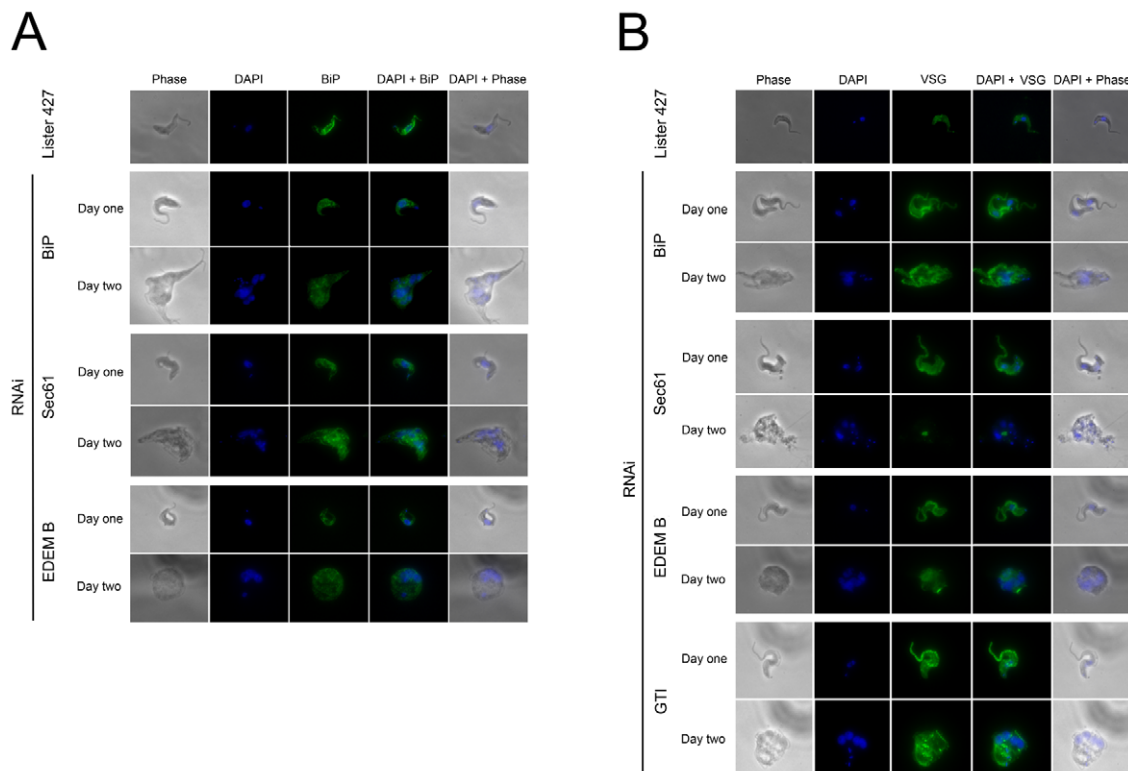 A
Phase DAPI BiP DAPI + BiP DAPI + Phase
Lister 427
RNAi
BiP
Day one
Day two
Sec61
Day one
Day two
EDEM B
Day one
Day two
B
Phase DAPI VSG DAPI + VSG DAPI + Phase
Lister 427
RNAi
BiP
Day one
Day two
Sec61
Day one
Day two
EDEM B
Day one
Day two
GTI
Day one
Day two